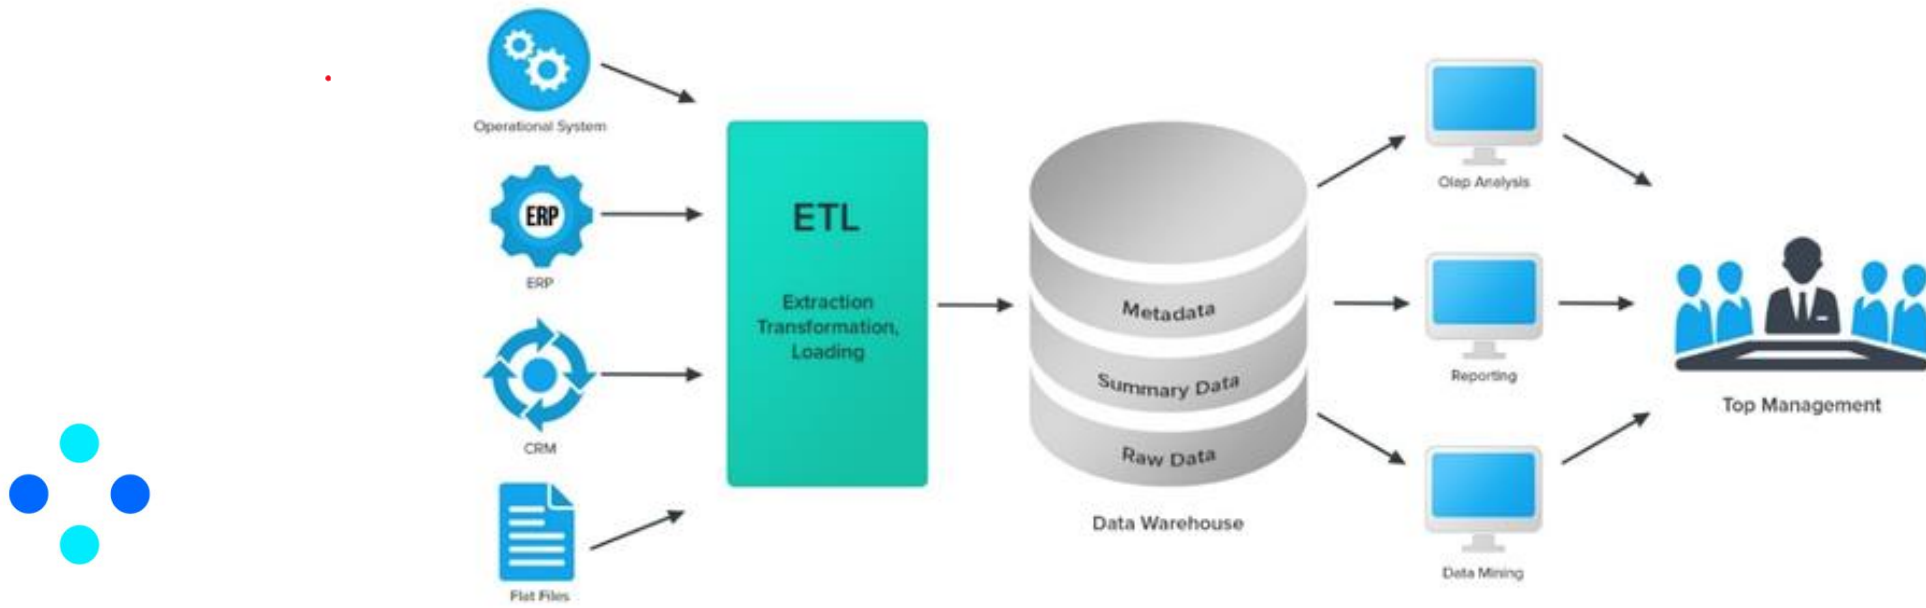 Operational System
ERP
ERP
CRM
Flat Files
ETL
Extraction
Transformation,
Loading
Metadata
Summary Data
Raw Data
Data Warehouse
Olap Analysis
Reporting
Data Mining
Top Management